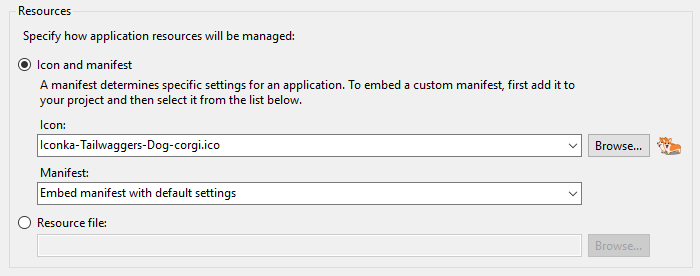 Resources
Specify how application resources will be managed:
Icon and manifest
A manifest determines specific settings for an application. To embed a custom manifest, first add it to
your project and then select it from the list below.
Icon:
Iconka-Tailwaggers-Dog-corgi.ico
Browse...
Manifest:
Embed manifest with default settings
Resource file:
Browse...